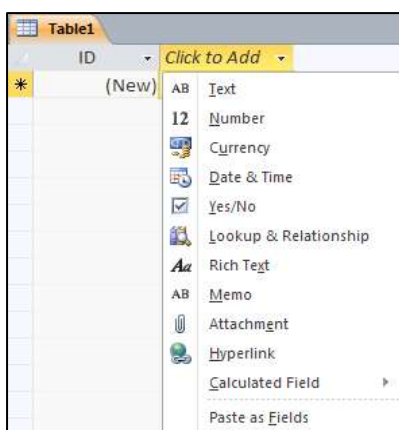 Table1
ID Click to Add
(New)
AB Text
12 Number
Currency
Date & Time
Yes/No
Lookup & Relationship
Aa Rich Text
AB Memo
Attachment
Hyperlink
Calculated Field
Paste as Fields